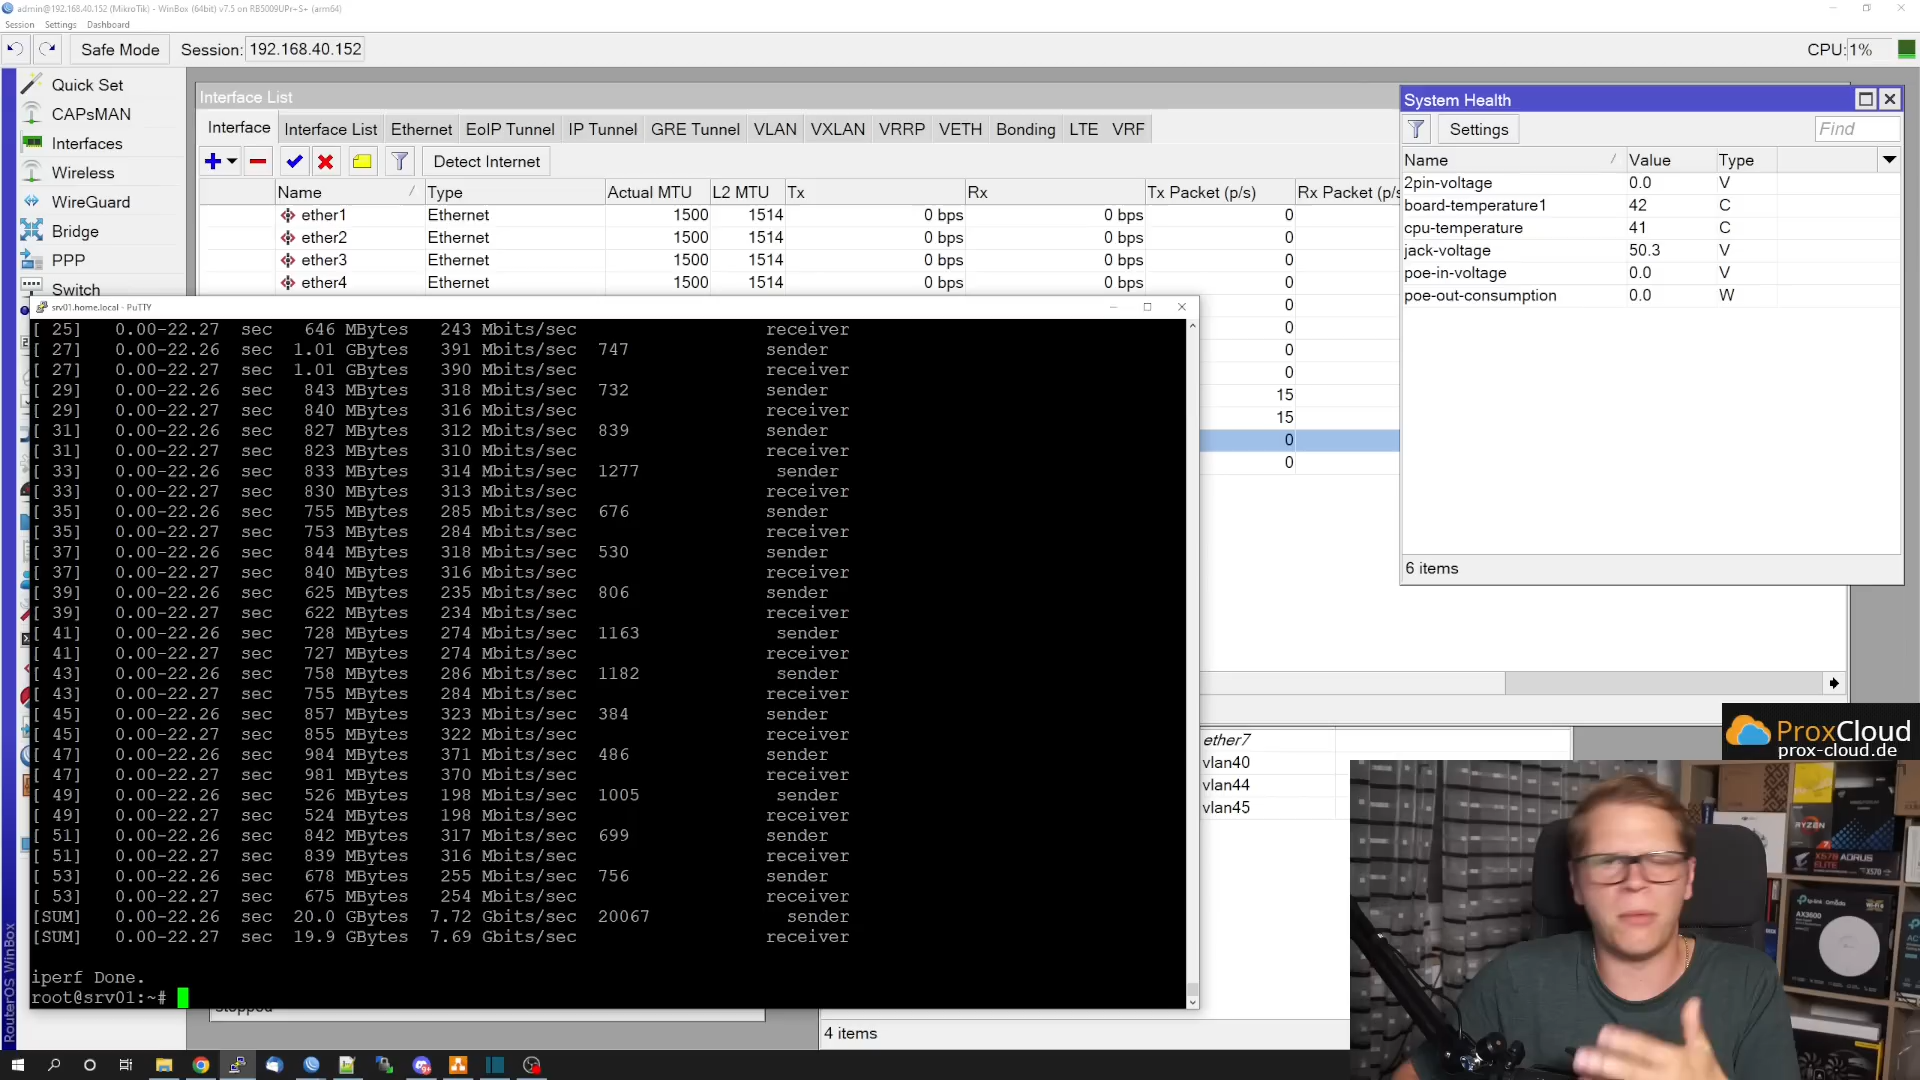 admin@192.168.40.152 (MikroTik) - WinBox (64bit) v7.5 on RB5009UPr+S+ (arm64)
Session Settings Dashboard
Safe Mode Session: 192.168.40.152 CPU: 1%
Quick Set
CAPsMAN
Interfaces
Wireless
WireGuard
Bridge
PPP
Switch
RouterOS WinBox
Interface List
Interface Interface List Ethernet EoIP Tunnel IP Tunnel GRE Tunnel VLAN VXLAN VRRP VETH Bonding LTE VRF
Detect Internet
Name Type Actual MTU L2 MTU Tx Rx Tx Packet (p/s) Rx Packet (p/s
ether1 Ethernet 1500 1514 0 bps 0 bps 0
ether2 Ethernet 1500 1514 0 bps 0 bps 0
ether3 Ethernet 1500 1514 0 bps 0 bps 0
ether4 Ethernet 1500 1514 0 bps 0 bps 0
0
0
0
0
15
15
0
0
System Health
Settings Find
Name Value Type
2pin-voltage 0.0 V
board-temperature1 42 C
cpu-temperature 41 C
jack-voltage 50.3 V
poe-in-voltage 0.0 V
poe-out-consumption 0.0 W
6 items
srv01.home.local - PuTTY
[ 25] 0.00-22.27 sec 646 MBytes 243 Mbits/sec receiver
[ 27] 0.00-22.26 sec 1.01 GBytes 391 Mbits/sec 747 sender
[ 27] 0.00-22.27 sec 1.01 GBytes 390 Mbits/sec receiver
[ 29] 0.00-22.26 sec 843 MBytes 318 Mbits/sec 732 sender
[ 29] 0.00-22.27 sec 840 MBytes 316 Mbits/sec receiver
[ 31] 0.00-22.26 sec 827 MBytes 312 Mbits/sec 839 sender
[ 31] 0.00-22.27 sec 823 MBytes 310 Mbits/sec receiver
[ 33] 0.00-22.26 sec 833 MBytes 314 Mbits/sec 1277 sender
[ 33] 0.00-22.27 sec 830 MBytes 313 Mbits/sec receiver
[ 35] 0.00-22.26 sec 755 MBytes 285 Mbits/sec 676 sender
[ 35] 0.00-22.27 sec 753 MBytes 284 Mbits/sec receiver
[ 37] 0.00-22.26 sec 844 MBytes 318 Mbits/sec 530 sender
[ 37] 0.00-22.27 sec 840 MBytes 316 Mbits/sec receiver
[ 39] 0.00-22.26 sec 625 MBytes 235 Mbits/sec 806 sender
[ 39] 0.00-22.27 sec 622 MBytes 234 Mbits/sec receiver
[ 41] 0.00-22.26 sec 728 MBytes 274 Mbits/sec 1163 sender
[ 41] 0.00-22.27 sec 727 MBytes 274 Mbits/sec receiver
[ 43] 0.00-22.26 sec 758 MBytes 286 Mbits/sec 1182 sender
[ 43] 0.00-22.27 sec 755 MBytes 284 Mbits/sec receiver
[ 45] 0.00-22.26 sec 857 MBytes 323 Mbits/sec 384 sender
[ 45] 0.00-22.27 sec 855 MBytes 322 Mbits/sec receiver
[ 47] 0.00-22.26 sec 984 MBytes 371 Mbits/sec 486 sender
[ 47] 0.00-22.27 sec 981 MBytes 370 Mbits/sec receiver
[ 49] 0.00-22.26 sec 526 MBytes 198 Mbits/sec 1005 sender
[ 49] 0.00-22.27 sec 524 MBytes 198 Mbits/sec receiver
[ 51] 0.00-22.26 sec 842 MBytes 317 Mbits/sec 699 sender
[ 51] 0.00-22.27 sec 839 MBytes 316 Mbits/sec receiver
[ 53] 0.00-22.26 sec 678 MBytes 255 Mbits/sec 756 sender
[ 53] 0.00-22.27 sec 675 MBytes 254 Mbits/sec receiver
[SUM] 0.00-22.26 sec 20.0 GBytes 7.72 Gbits/sec 20067 sender
[SUM] 0.00-22.27 sec 19.9 GBytes 7.69 Gbits/sec receiver
iperf Done.
root@srv01:~#
stopped
ether7
vlan40
vlan44
vlan45
4 items
ProxCloud
prox-cloud.de
RYZEN
X570 AORUS
ELITE
X570
tp-link omada
AX3600